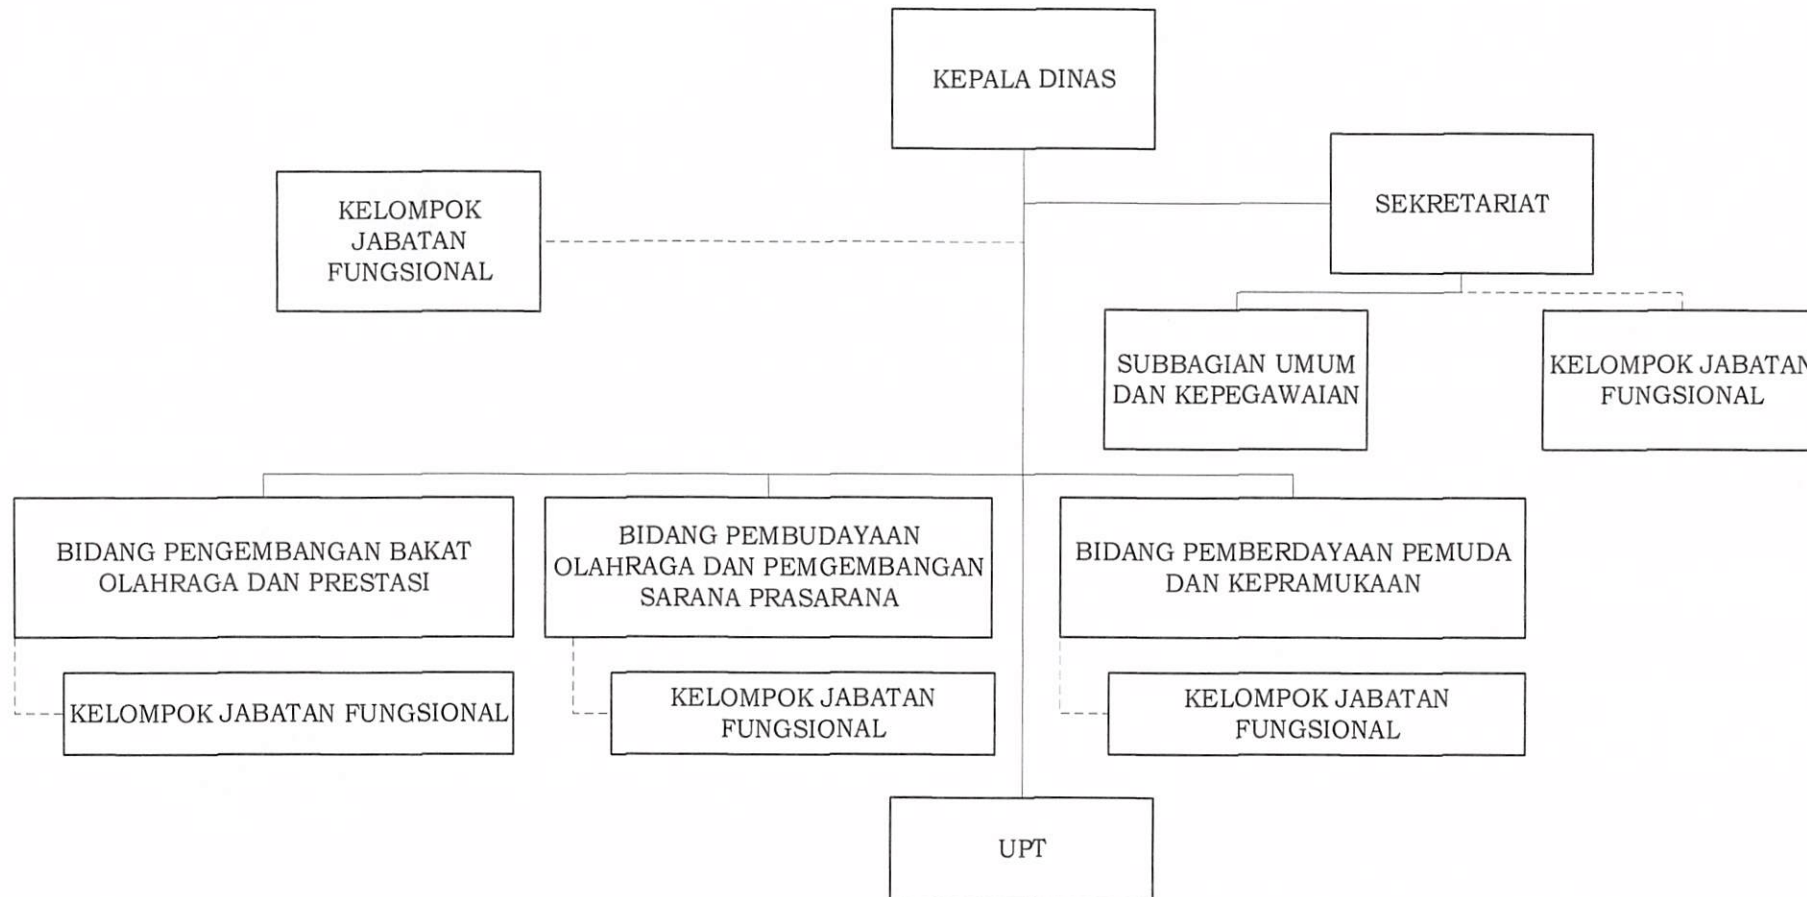 KEPALA DINAS
SEKRETARIAT
KELOMPOK
JABATAN
FUNGSIONAL
SUBBAGIAN UMUM
DAN KEPEGAWAIAN
KELOMPOK JABATAN
FUNGSIONAL
BIDANG PENGEMBANGAN BAKAT
OLAHRAGA DAN PRESTASI
BIDANG PEMBUDAYAAN
OLAHRAGA DAN PEMGEMBANGAN
SARANA PRASARANA
BIDANG PEMBERDAYAAN PEMUDA
DAN KEPRAMUKAAN
KELOMPOK JABATAN FUNGSIONAL
KELOMPOK JABATAN
FUNGSIONAL
KELOMPOK JABATAN
FUNGSIONAL
UPT